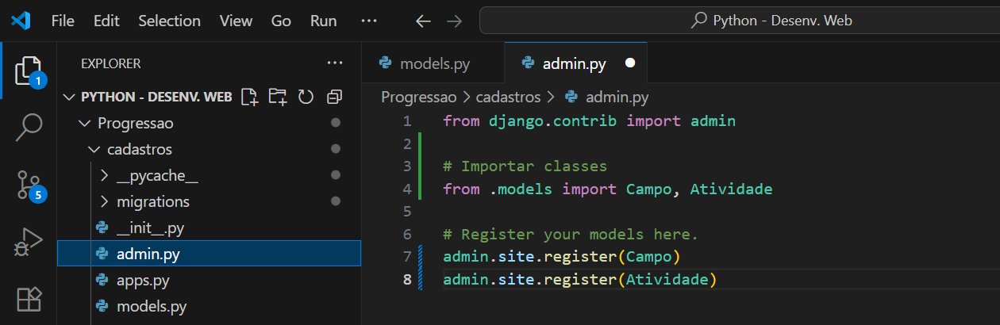 File Edit Selection View Go Run ... Python - Desenv. Web
EXPLORER ...
PYTHON - DESENV. WEB
Progressao
cadastros
__pycache__
migrations
__init__.py
admin.py
apps.py
models.py
1
5
models.py admin.py
Progressao > cadastros > admin.py
1 from django.contrib import admin
2
3 # Importar classes
4 from .models import Campo, Atividade
5
6 # Register your models here.
7 admin.site.register(Campo)
8 admin.site.register(Atividade)